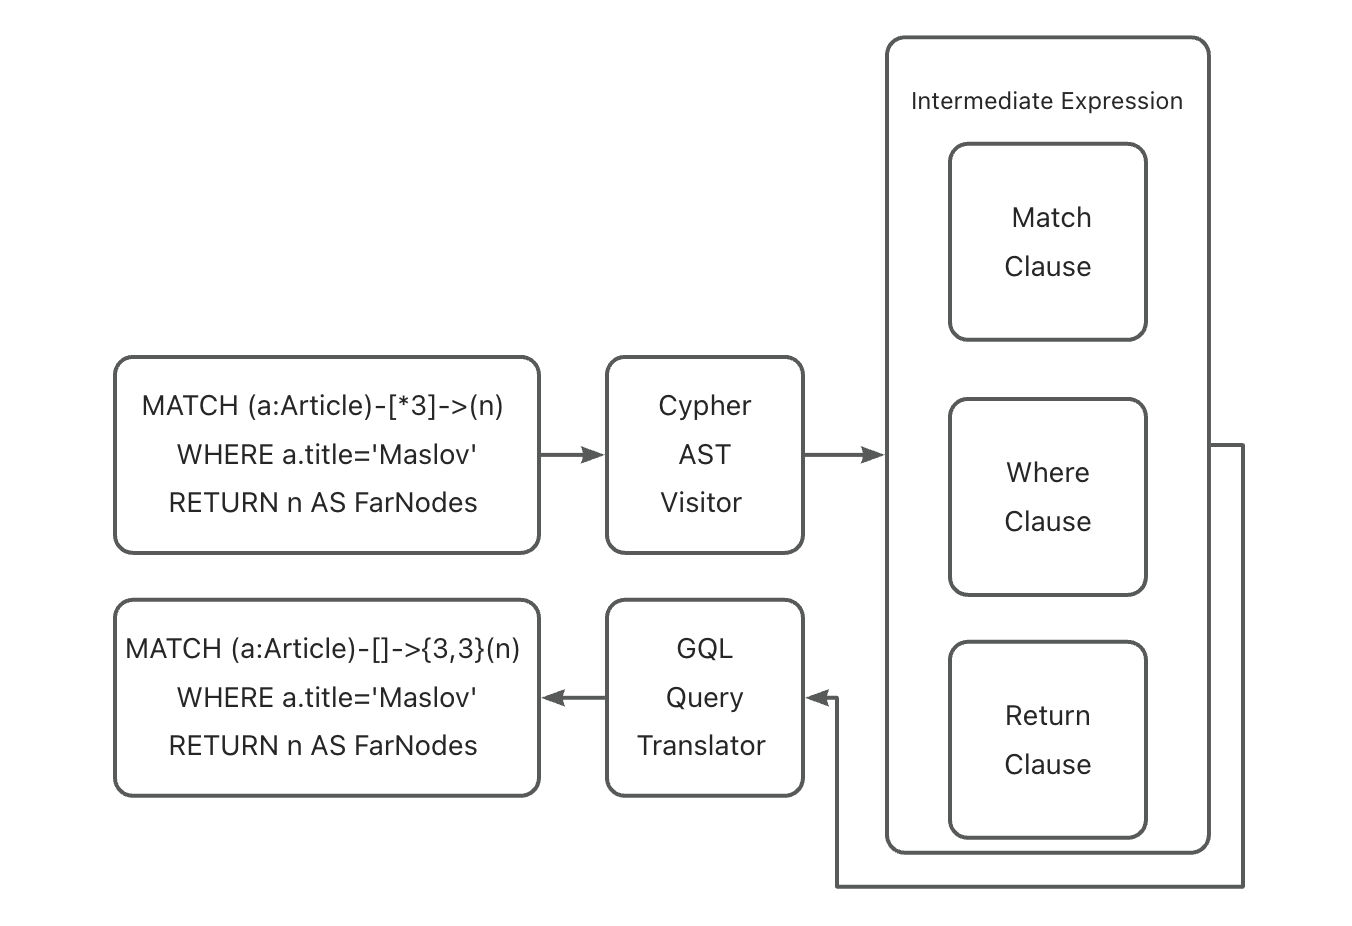 Intermediate Expression
Match
Clause
MATCH (a:Article)-[*3]->(n)
WHERE a.title='Maslov'
RETURN n AS FarNodes
Cypher
AST
Visitor
Where
Clause
MATCH (a:Article)-[]->{3,3}(n)
WHERE a.title='Maslov'
RETURN n AS FarNodes
GQL
Query
Translator
Return
Clause